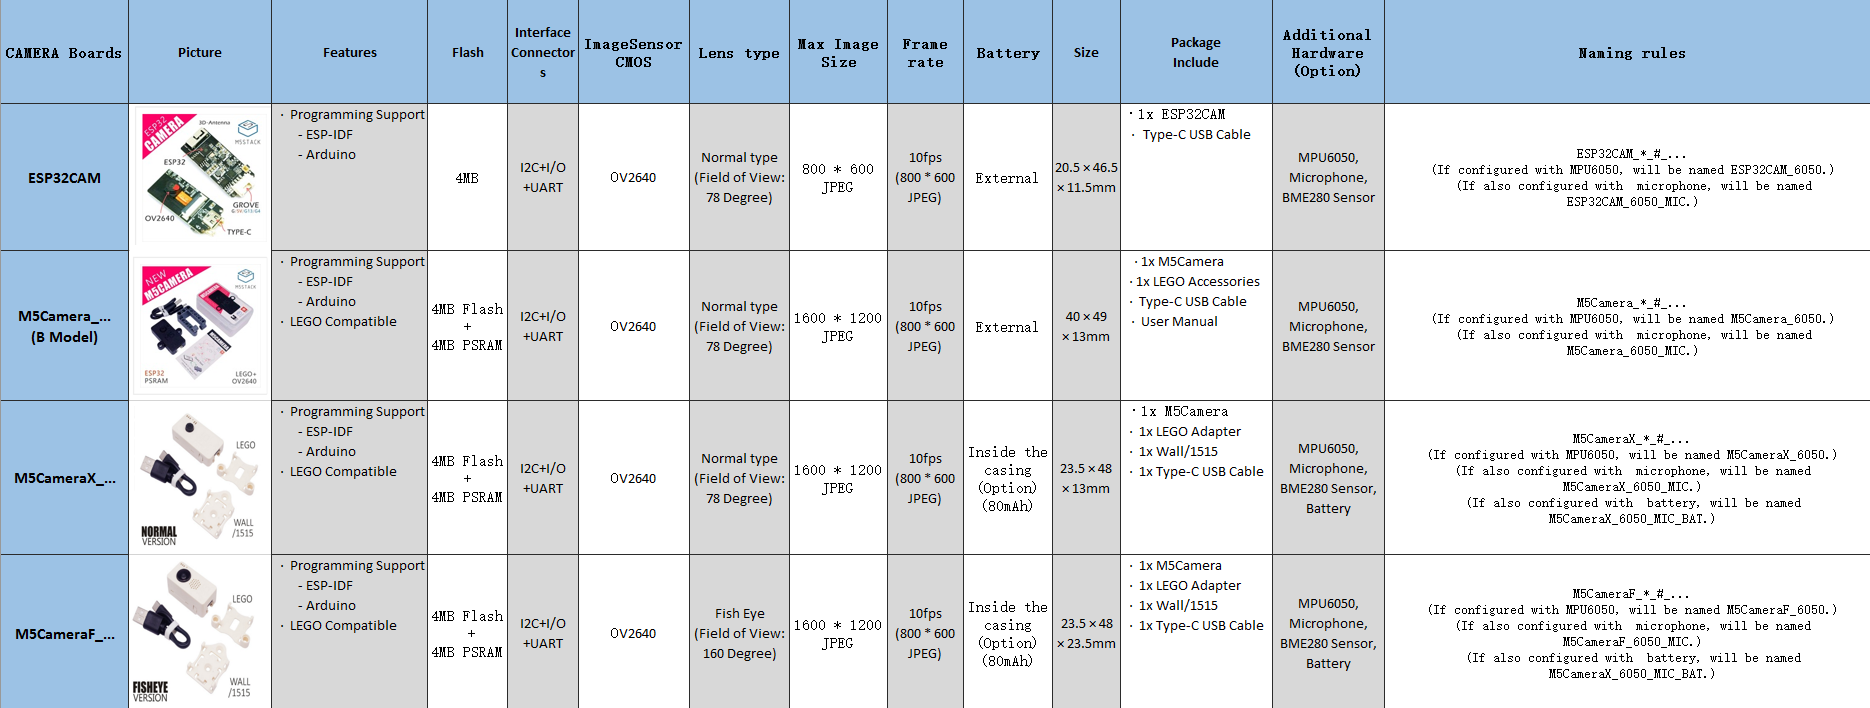 CAMERA Boards
Picture
Features
Flash
Interface
Connector
s
ImageSensor
CMOS
Lens type
Max Image
Size
Frame
rate
Battery
Size
Package
Include
Additional
Hardware
(Option)
Naming rules
ESP32CAM
ESP32
CAMERA
3D-Antenna
M5STACK
ESP32
GROVE
OV2640
TYPE-C
· Programming Support
- ESP-IDF
- Arduino
4MB
I2C+I/O
+UART
OV2640
Normal type
(Field of View:
78 Degree)
800 * 600
JPEG
10fps
(800 * 600
JPEG)
External
20.5×46.5
×11.5mm
· 1x ESP32CAM
· Type-C USB Cable
MPU6050,
Microphone,
BME280 Sensor
ESP32CAM_*_#_...
(If configured with MPU6050, will be named ESP32CAM_6050.)
(If also configured with microphone, will be named
ESP32CAM_6050_MIC.)
M5Camera_...
(B Model)
NEW
M5CAMERA
M5STACK
ESP32
PSRAM
LEGO+
OV2640
· Programming Support
- ESP-IDF
- Arduino
· LEGO Compatible
4MB Flash
+
4MB PSRAM
I2C+I/O
+UART
OV2640
Normal type
(Field of View:
78 Degree)
1600 * 1200
JPEG
10fps
(800 * 600
JPEG)
External
40×49
×13mm
· 1x M5Camera
· 1x LEGO Accessories
· Type-C USB Cable
· User Manual
MPU6050,
Microphone,
BME280 Sensor
M5Camera_*_#_...
(If configured with MPU6050, will be named M5Camera_6050.)
(If also configured with microphone, will be named
M5Camera_6050_MIC.)
M5CameraX_...
LEGO
WALL
/1515
NORMAL
VERSION
· Programming Support
- ESP-IDF
- Arduino
· LEGO Compatible
4MB Flash
+
4MB PSRAM
I2C+I/O
+UART
OV2640
Normal type
(Field of View:
78 Degree)
1600 * 1200
JPEG
10fps
(800 * 600
JPEG)
Inside the
casing
(Option)
(80mAh)
23.5×48
×13mm
· 1x M5Camera
· 1x LEGO Adapter
· 1x Wall/1515
· 1x Type-C USB Cable
MPU6050,
Microphone,
BME280 Sensor,
Battery
M5CameraX_*_#_...
(If configured with MPU6050, will be named M5CameraX_6050.)
(If also configured with microphone, will be named
M5CameraX_6050_MIC.)
(If also configured with battery, will be named
M5CameraX_6050_MIC_BAT.)
M5CameraF_...
LEGO
WALL
/1515
FISHEYE
VERSION
· Programming Support
- ESP-IDF
- Arduino
· LEGO Compatible
4MB Flash
+
4MB PSRAM
I2C+I/O
+UART
OV2640
Fish Eye
(Field of View:
160 Degree)
1600 * 1200
JPEG
10fps
(800 * 600
JPEG)
Inside the
casing
(Option)
(80mAh)
23.5×48
×23.5mm
· 1x M5Camera
· 1x LEGO Adapter
· 1x Wall/1515
· 1x Type-C USB Cable
MPU6050,
Microphone,
BME280 Sensor,
Battery
M5CameraF_*_#_...
(If configured with MPU6050, will be named M5CameraF_6050.)
(If also configured with microphone, will be named
M5CameraF_6050_MIC.)
(If also configured with battery, will be named
M5CameraX_6050_MIC_BAT.)